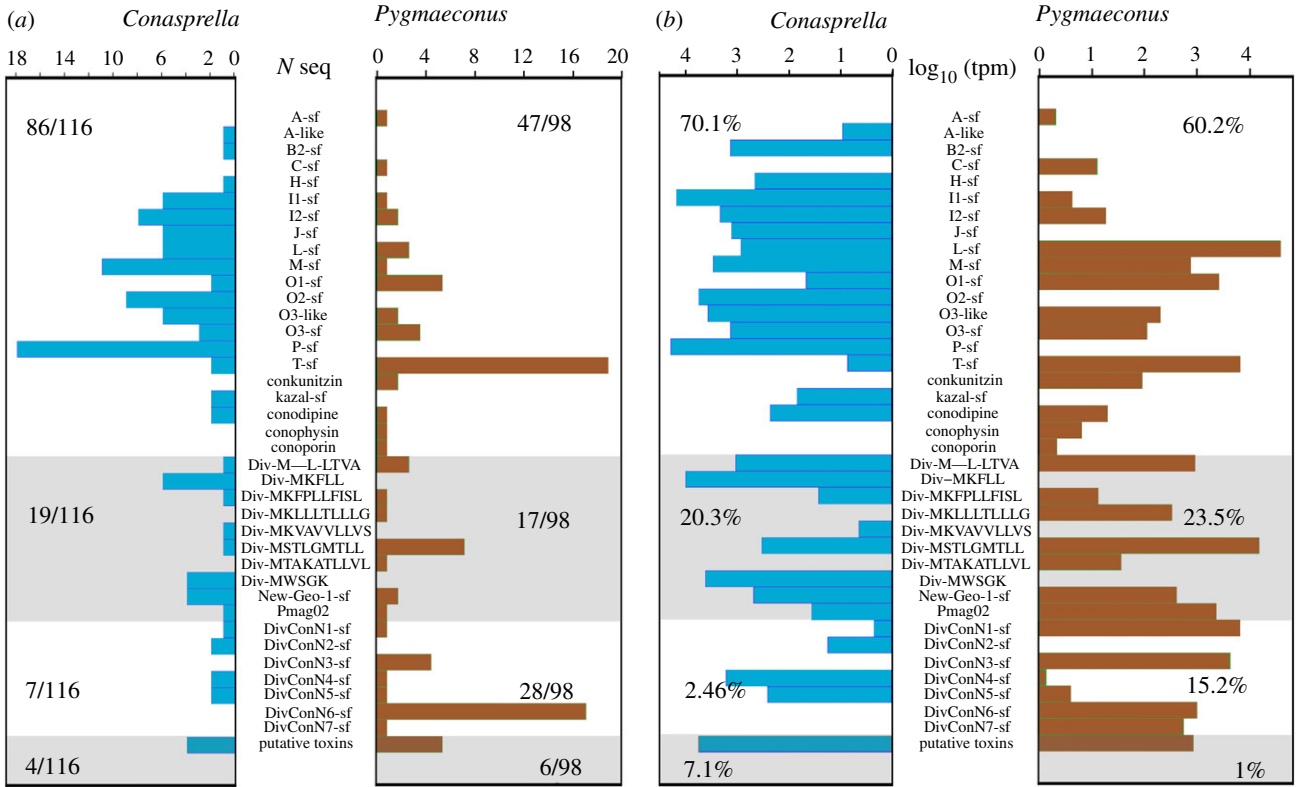 (a) Conasprella Pygmaeconus
18 16 14 10 8 6 4 2 0 N seq 0 4 8 12 16 20
86/116 47/98
A-sf
A-like
B2-sf
C-sf
H-sf
I1-sf
I2-sf
J-sf
L-sf
M-sf
O1-sf
O2-sf
O3-like
O3-sf
P-sf
T-sf
conkunitzin
kazal-sf
conodipine
conophysin
conoporin
Div-M—L-LTVA
Div-MKFLL
Div-MKFPLLFISL
19/116 Div-MKLLLTLLLG 17/98
Div-MKVAVVLLVS
Div-MSTLGMTLL
Div-MTAKATLLVL
Div-MWSGK
New-Geo-1-sf
Pmag02
DivConN1-sf
DivConN2-sf
DivConN3-sf
DivConN4-sf
7/116 DivConN5-sf 28/98
DivConN6-sf
DivConN7-sf
putative toxins
4/116 6/98
(b) Conasprella Pygmaeconus
4 3 2 1 0 log10 (tpm) 0 1 2 3 4
70.1% 60.2%
A-sf
A-like
B2-sf
C-sf
H-sf
I1-sf
I2-sf
J-sf
L-sf
M-sf
O1-sf
O2-sf
O3-like
O3-sf
P-sf
T-sf
conkunitzin
kazal-sf
conodipine
conophysin
conoporin
Div-M—L-LTVA
Div–MKFLL
Div-MKFPLLFISL
20.3% Div-MKLLLTLLLG 23.5%
Div-MKVAVVLLVS
Div-MSTLGMTLL
Div-MTAKATLLVL
Div-MWSGK
New-Geo-1-sf
Pmag02
DivConN1-sf
DivConN2-sf
DivConN3-sf
DivConN4-sf
2.46% DivConN5-sf 15.2%
DivConN6-sf
DivConN7-sf
putative toxins
7.1% 1%